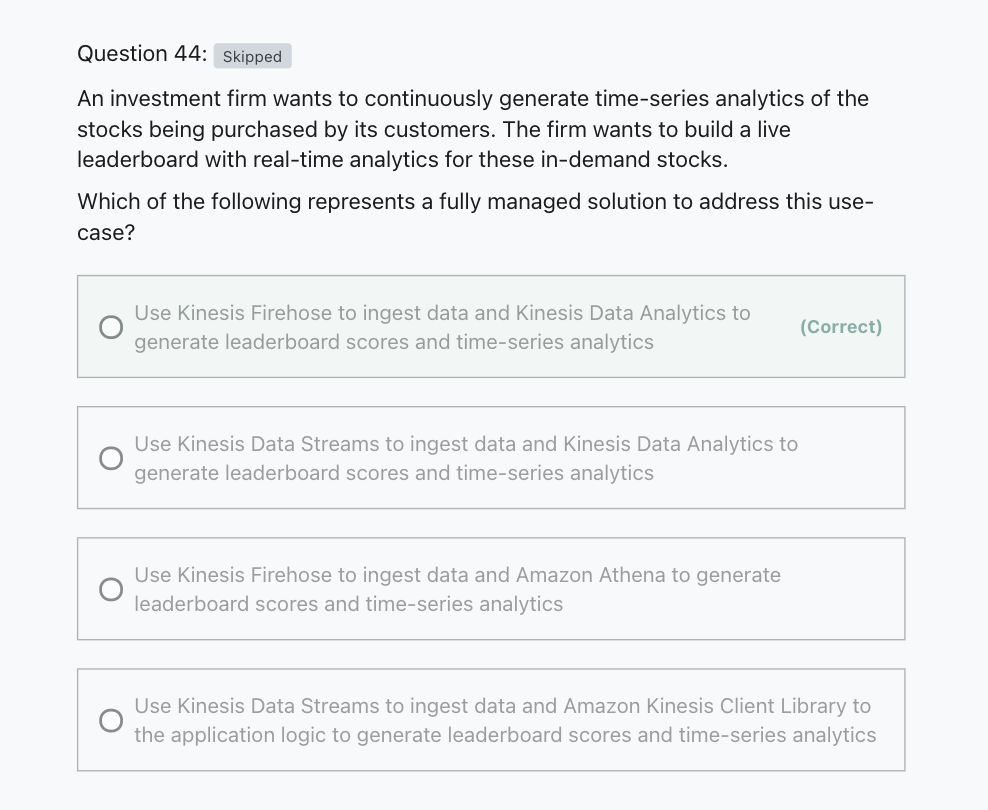 Question 44: Skipped
An investment firm wants to continuously generate time-series analytics of the
stocks being purchased by its customers. The firm wants to build a live
leaderboard with real-time analytics for these in-demand stocks.
Which of the following represents a fully managed solution to address this use-
case?
Use Kinesis Firehose to ingest data and Kinesis Data Analytics to
generate leaderboard scores and time-series analytics
(Correct)
Use Kinesis Data Streams to ingest data and Kinesis Data Analytics to
generate leaderboard scores and time-series analytics
Use Kinesis Firehose to ingest data and Amazon Athena to generate
leaderboard scores and time-series analytics
Use Kinesis Data Streams to ingest data and Amazon Kinesis Client Library to
the application logic to generate leaderboard scores and time-series analytics